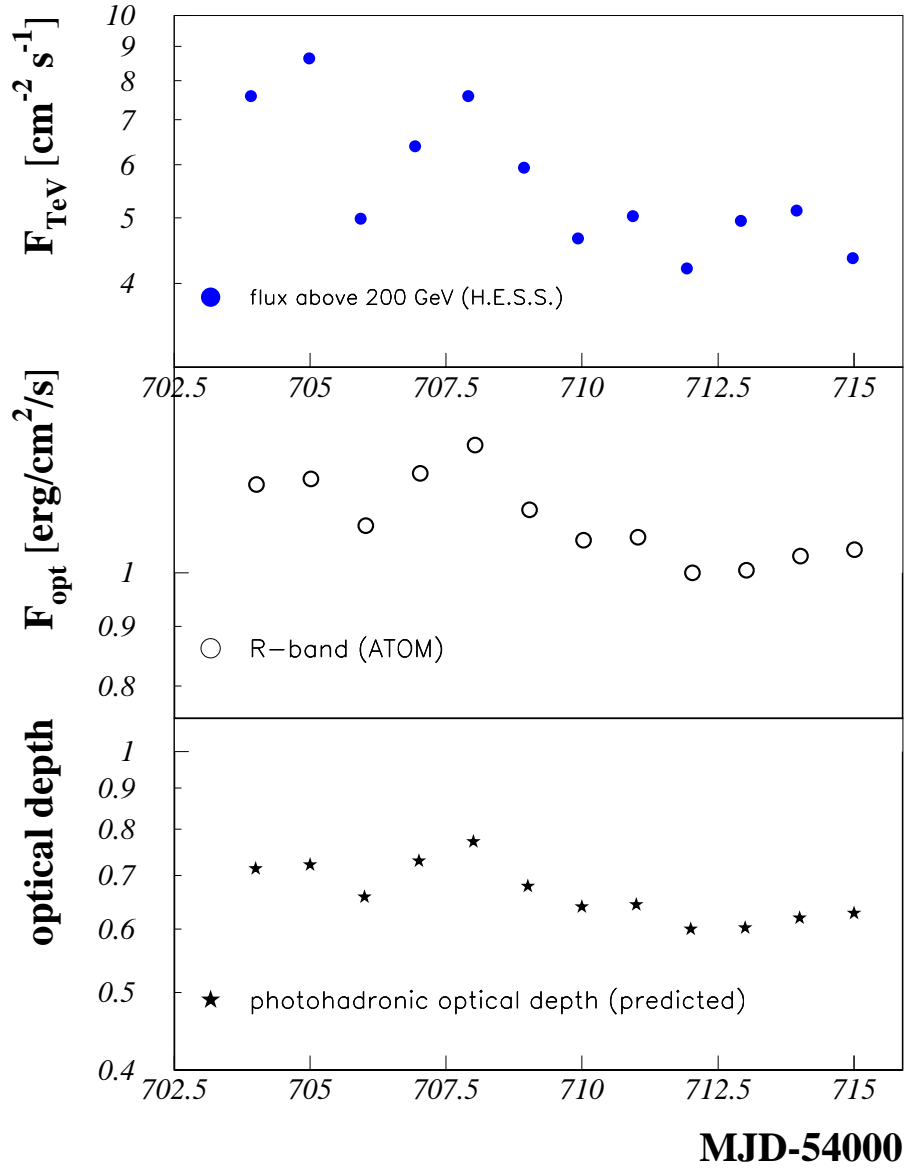 F_TeV [cm^-2 s^-1]
10
9
8
7
6
5
4
flux above 200 GeV (H.E.S.S.)
702.5 705 707.5 710 712.5 715
F_opt [erg/cm^2/s]
1
0.9
0.8
R-band (ATOM)
optical depth
1
0.9
0.8
0.7
0.6
0.5
0.4
photohadronic optical depth (predicted)
702.5 705 707.5 710 712.5 715
MJD-54000